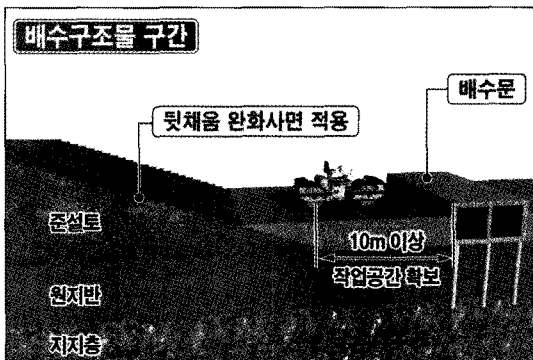 배수구조물 구간
배수문
뒷채움 완화사면 적용
준설토
10m 이상
작업공간 확보
원지반
지지층